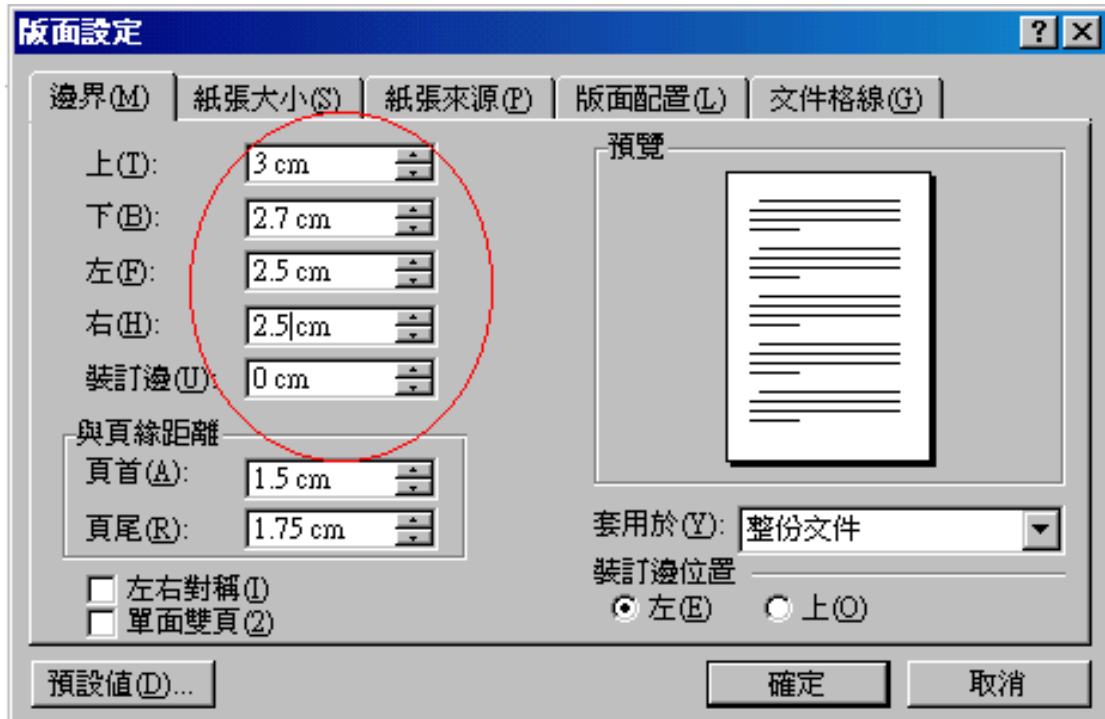 版面設定
邊界(M) 紙張大小(S) 紙張來源(P) 版面配置(L) 文件格線(G)
上(T): 3 cm
下(B): 2.7 cm
左(F): 2.5 cm
右(H): 2.5 cm
裝訂邊(U): 0 cm
與頁緣距離
頁首(A): 1.5 cm
頁尾(R): 1.75 cm
左右對稱(I)
單面雙頁(2)
預覽
套用於(Y): 整份文件
裝訂邊位置
左(E) 上(O)
預設值(D)... 確定 取消